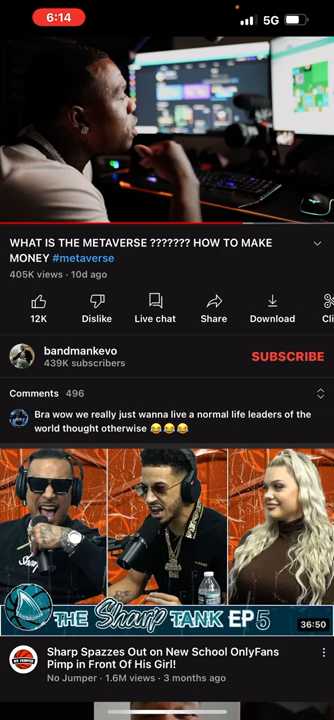 6:14
5G
WHAT IS THE METAVERSE ??????? HOW TO MAKE
MONEY #metaverse
405K views · 10d ago
12K
Dislike
Live chat
Share
Download
Cli
bandmankevo
439K subscribers
SUBSCRIBE
Comments 496
Bra wow we really just wanna live a normal life leaders of the
world thought otherwise 😂😂😂
THE Sharp TANK EP 5
36:50
NO JUMPER
Sharp Spazzes Out on New School OnlyFans
Pimp in Front Of His Girl!
No Jumper · 1.6M views · 3 months ago